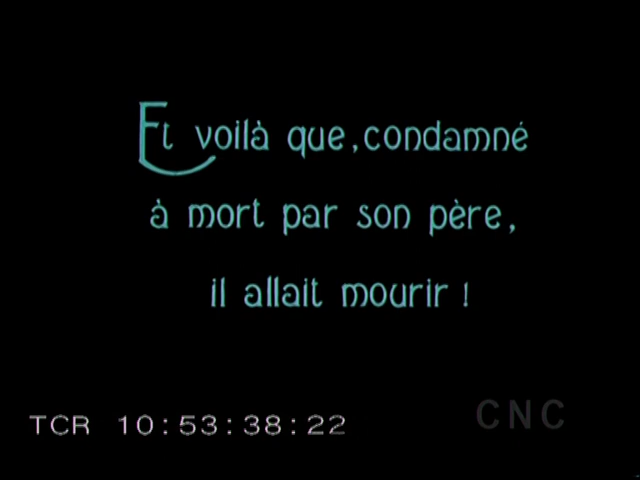 Et voilà que, condamné
à mort par son père,
il allait mourir !
TCR 10:53:38:22
CNC